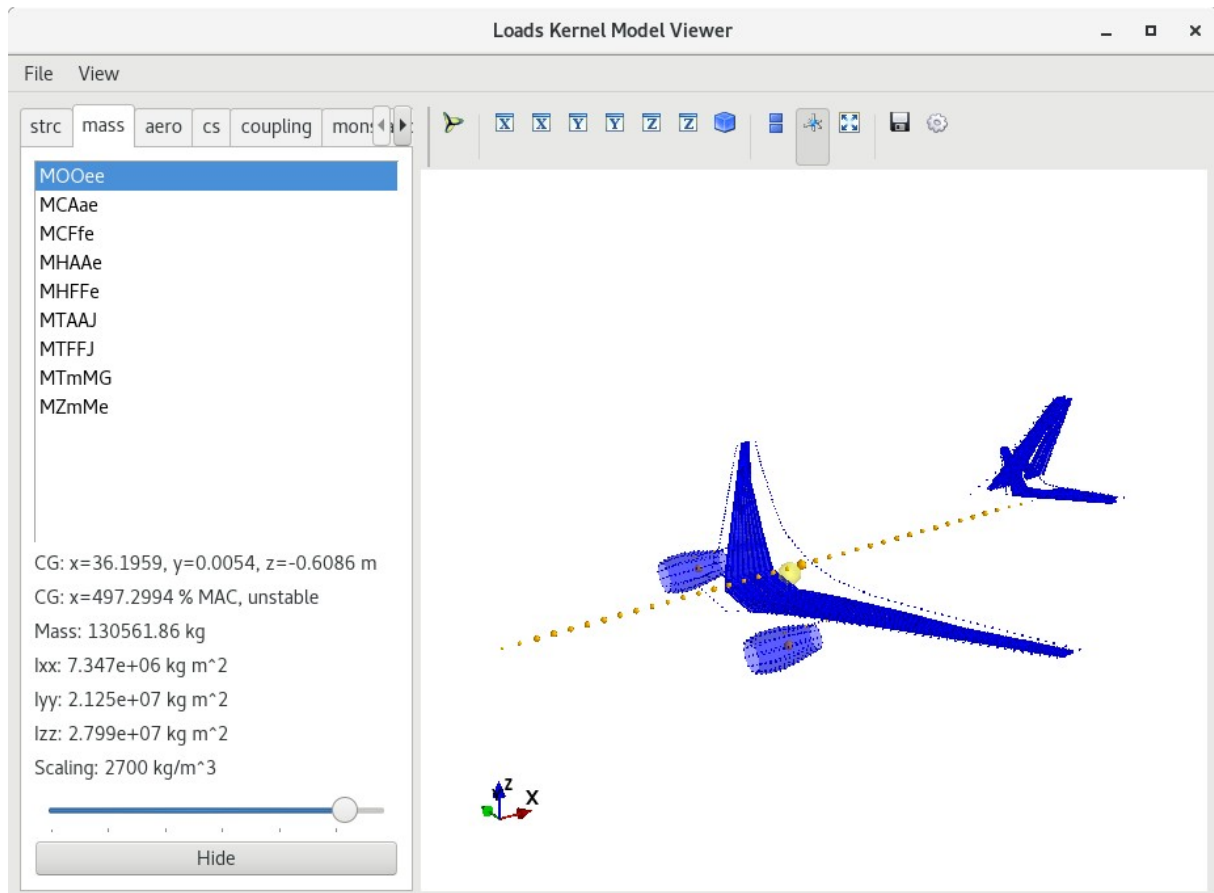 Loads Kernel Model Viewer
File View
strc mass aero cs coupling
X X Y Y Z Z
MOOee
MCAae
MCFfe
MHAAe
MHFFe
MTAAJ
MTFFJ
MTmMG
MZmMe
CG: x=36.1959, y=0.0054, z=-0.6086 m
CG: x=497.2994 % MAC, unstable
Mass: 130561.86 kg
Ixx: 7.347e+06 kg m^2
Iyy: 2.125e+07 kg m^2
Izz: 2.799e+07 kg m^2
Scaling: 2700 kg/m^3
Hide
Z
X